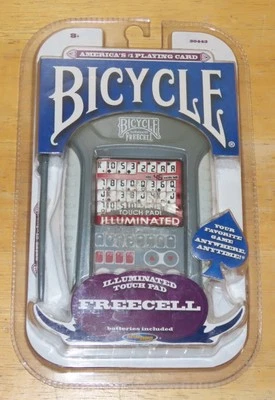 AMERICA'S #1 PLAYING CARD
BICYCLE®
BICYCLE
FREECELL
TOUCH PAD!
ILLUMINATED
YOUR
FAVORITE
GAME
ANYWHERE,
ANYTIME!™
ILLUMINATED
TOUCH PAD
FREECELL
batteries included